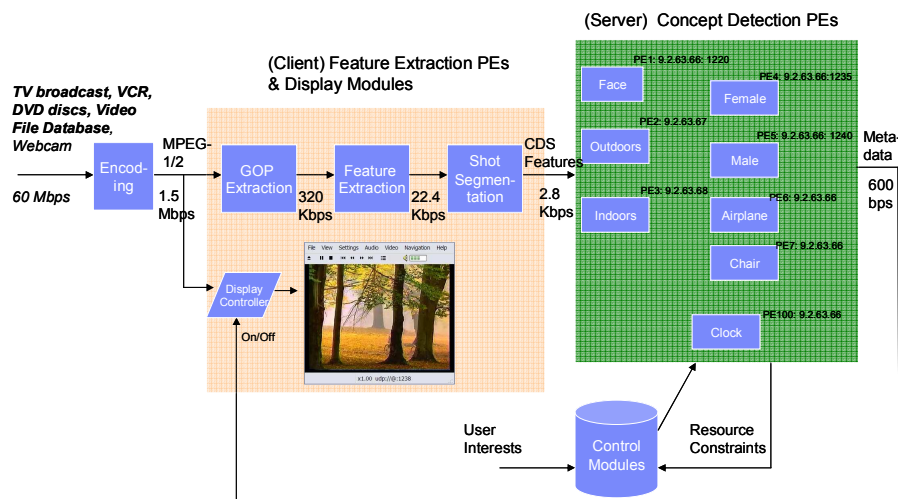 (Server) Concept Detection PEs
(Client) Feature Extraction PEs
& Display Modules
TV broadcast, VCR,
DVD discs, Video
File Database,
Webcam
60 Mbps
Encod-
ing
MPEG-
1/2
1.5
Mbps
GOP
Extraction
320
Kbps
Feature
Extraction
22.4
Kbps
Shot
Segmen-
tation
CDS
Features
2.8
Kbps
PE1: 9.2.63.66: 1220
Face
PE4: 9.2.63.66:1235
Female
PE2: 9.2.63.67
Outdoors
PE5: 9.2.63.66: 1240
Male
PE3: 9.2.63.68
Indoors
PE6: 9.2.63.66
Airplane
PE7: 9.2.63.66
Chair
PE100: 9.2.63.66
Clock
Meta-
data
600
bps
Display
Controller
On/Off
File View Settings Audio Video Navigation Help
x1.00 udp://@:1238
User
Interests
Control
Modules
Resource
Constraints